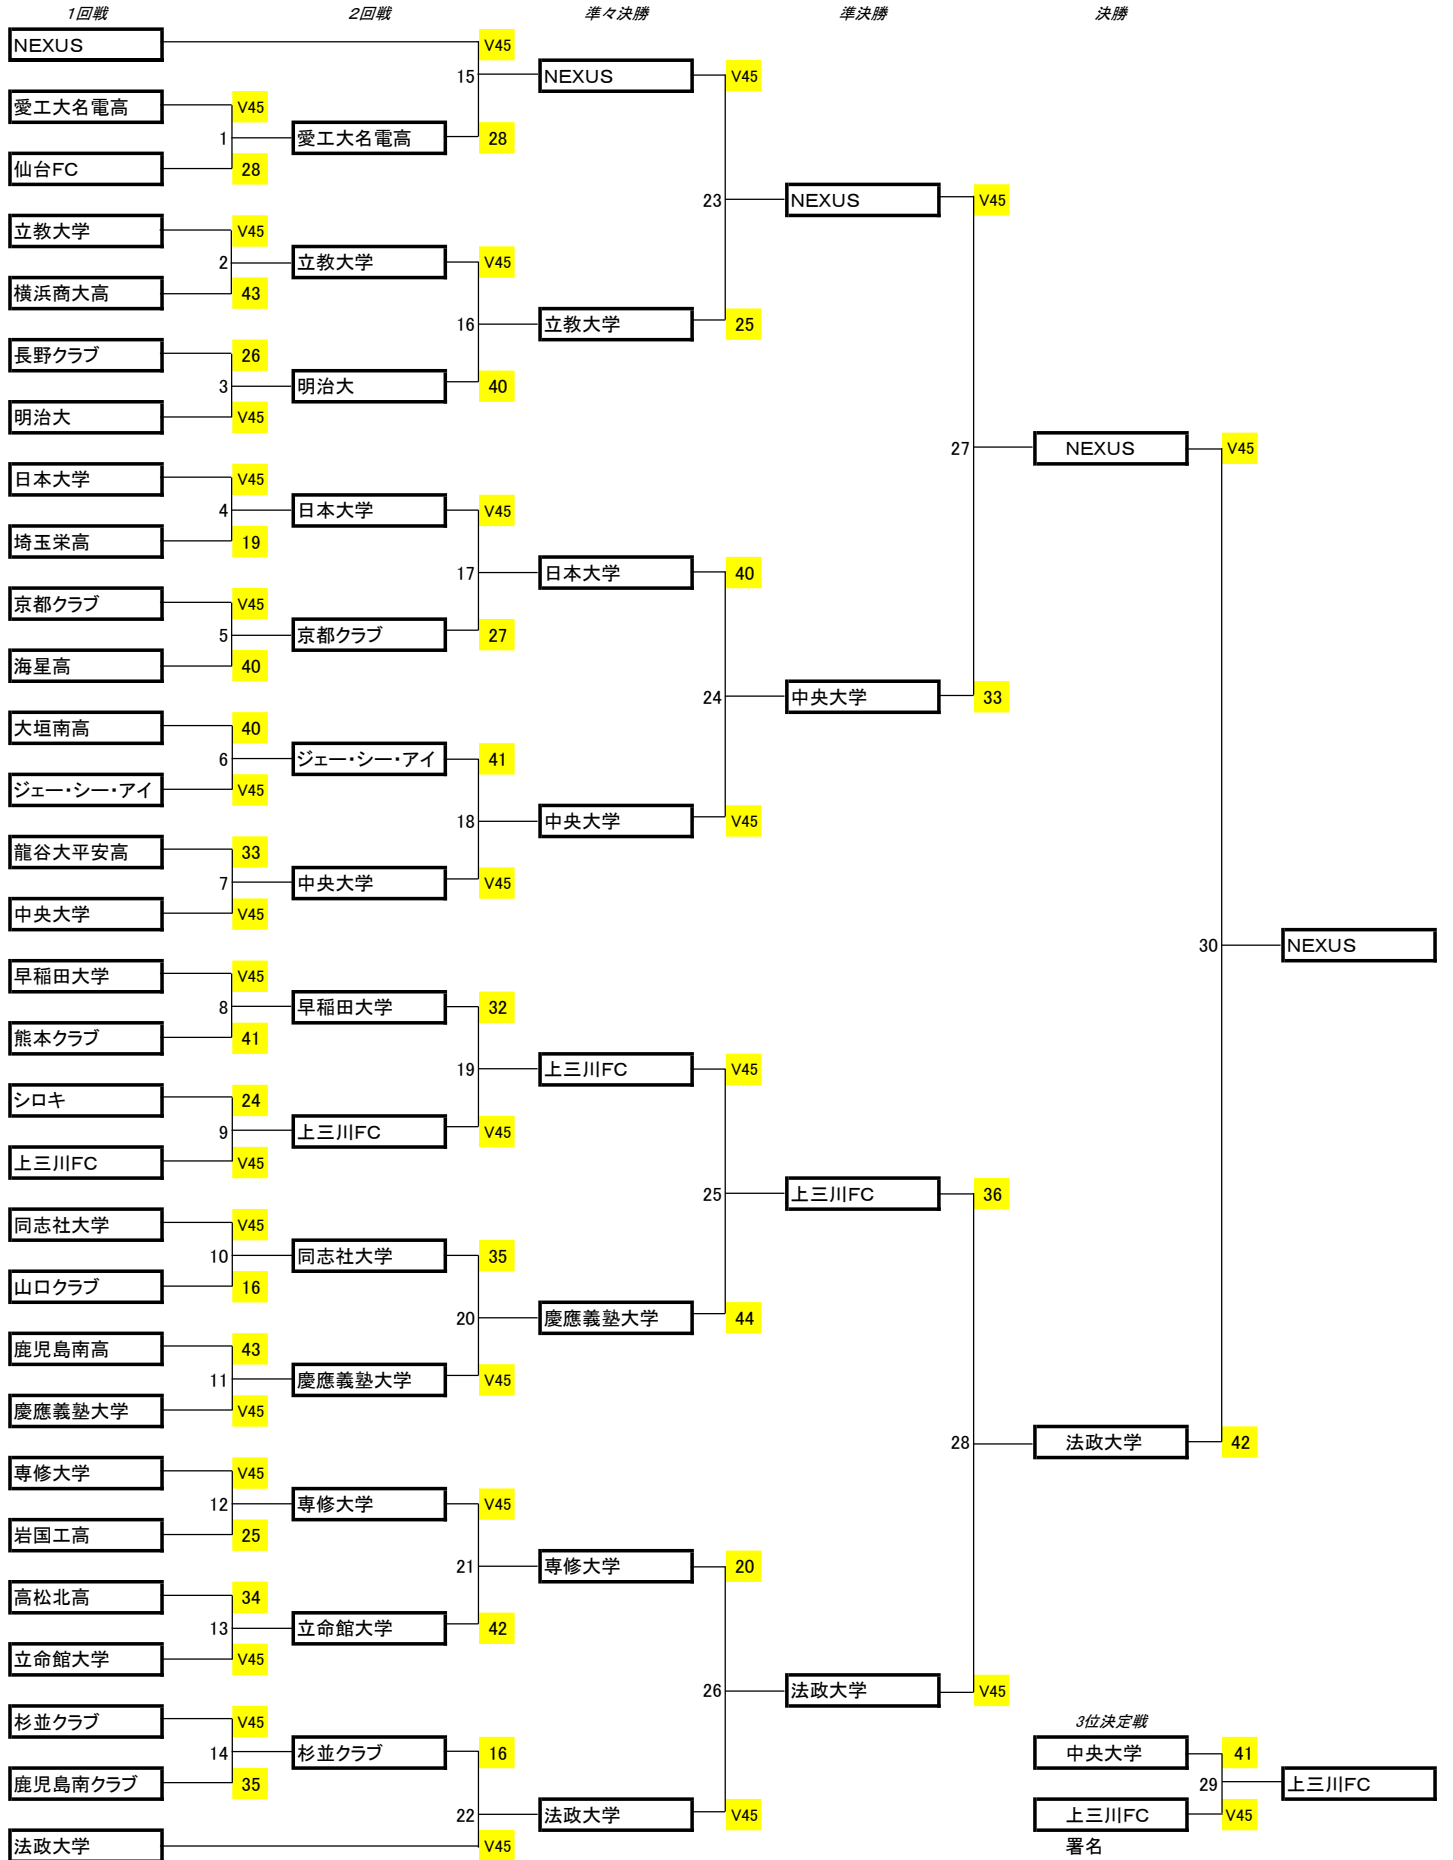 1回戦 2回戦 準々決勝 準決勝 決勝
NEXUS V45
15 NEXUS V45
愛工大名電高 V45
1 愛工大名電高 28
仙台FC 28
23 NEXUS V45
立教大学 V45
2 立教大学 V45
横浜商大高 43
16 立教大学 25
長野クラブ 26
3 明治大 40
明治大 V45
27 NEXUS V45
日本大学 V45
4 日本大学 V45
埼玉栄高 19
17 日本大学 40
京都クラブ V45
5 京都クラブ 27
海星高 40
24 中央大学 33
大垣南高 40
6 ジェー・シー・アイ 41
ジェー・シー・アイ V45
18 中央大学 V45
龍谷大平安高 33
7 中央大学 V45
中央大学 V45
30 NEXUS
早稲田大学 V45
8 早稲田大学 32
熊本クラブ 41
19 上三川FC V45
シロキ 24
9 上三川FC V45
上三川FC V45
25 上三川FC 36
同志社大学 V45
10 同志社大学 35
山口クラブ 16
20 慶應義塾大学 44
鹿児島南高 43
11 慶應義塾大学 V45
慶應義塾大学 V45
28 法政大学 42
専修大学 V45
12 専修大学 V45
岩国工高 25
21 専修大学 20
高松北高 34
13 立命館大学 42
立命館大学 V45
26 法政大学 V45
杉並クラブ V45
3位決定戦
14 杉並クラブ 16
中央大学 41
鹿児島南クラブ 35
29 上三川FC
22 法政大学 V45
上三川FC V45
法政大学 V45
署名